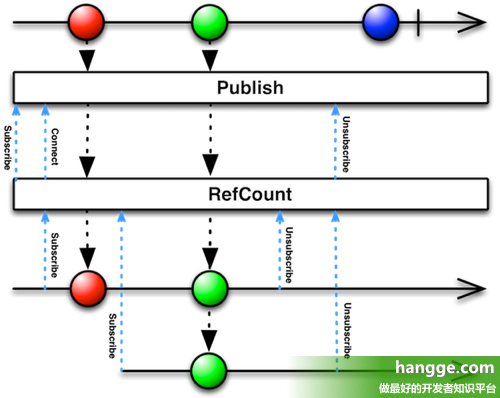 Publish
Subscribe
Connect
Unsubscribe
RefCount
Subscribe
Unsubscribe
Subscribe
Unsubscribe
hangge.com
做最好的开发者知识平台